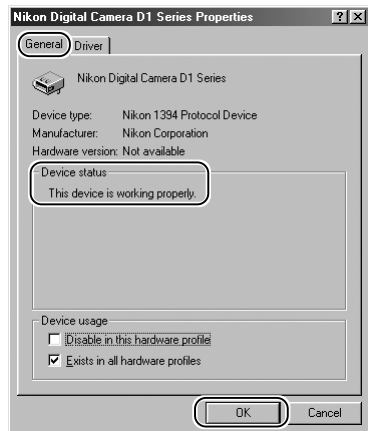 Nikon Digital Camera D1 Series Properties
General Driver
Nikon Digital Camera D1 Series
Device type: Nikon 1394 Protocol Device
Manufacturer: Nikon Corporation
Hardware version: Not available
Device status
This device is working properly.
Device usage
Disable in this hardware profile
Exists in all hardware profiles
OK Cancel